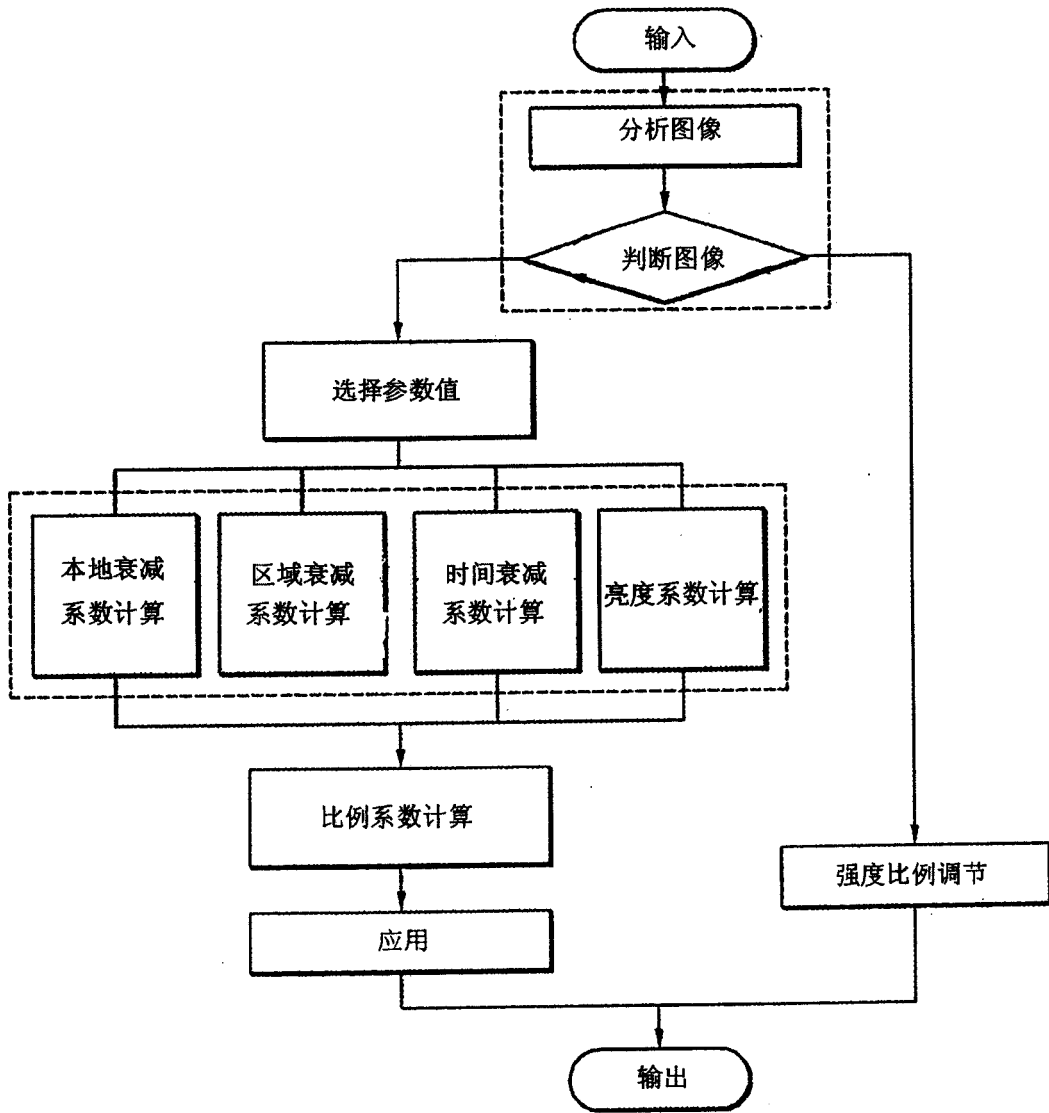 输入
分析图像
判断图像
选择参数值
本地衰减
系数计算
区域衰减
系数计算
时间衰减
系数计算
亮度系数计算
比例系数计算
强度比例调节
应用
输出